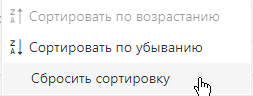 Сортировать по возрастанию
Сортировать по убыванию
Сбросить сортировку